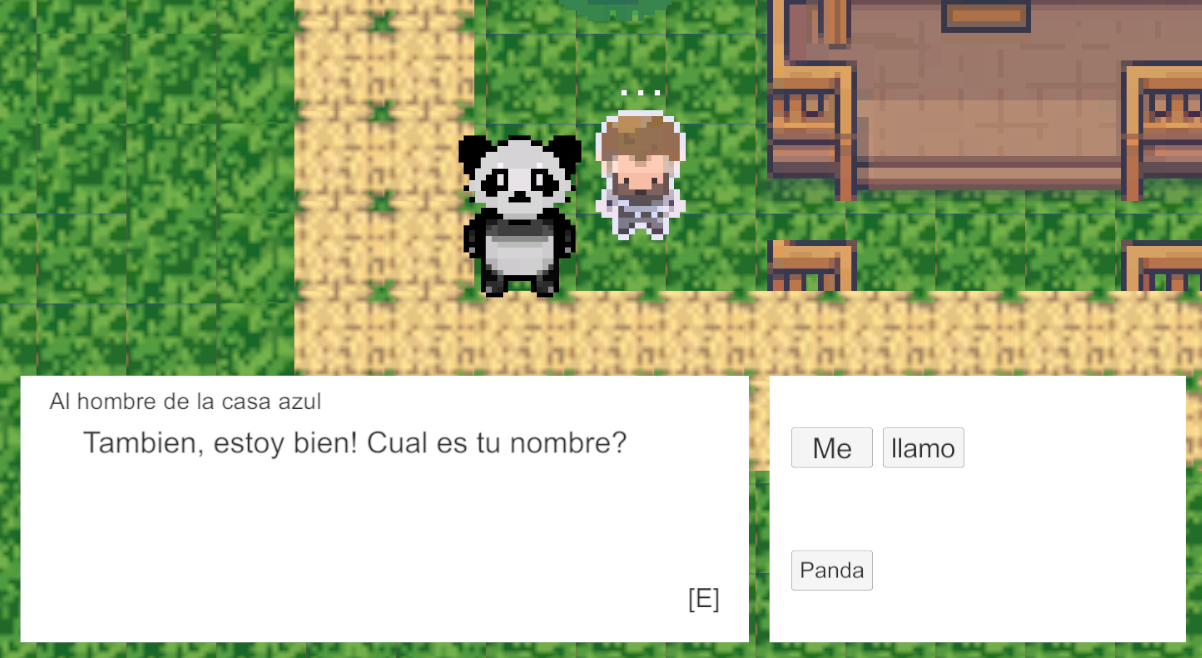 Al hombre de la casa azul
Tambien, estoy bien! Cual es tu nombre?
[E]
Me llamo
Panda